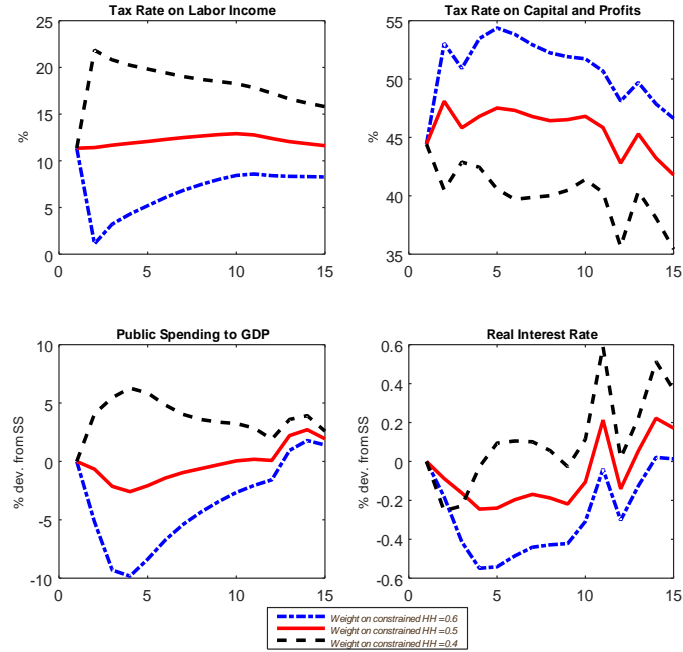 Tax Rate on Labor Income
25
20
15
10
5
0
%
0 5 10 15
Tax Rate on Capital and Profits
55
50
45
40
35
%
0 5 10 15
Public Spending to GDP
10
5
0
-5
-10
% dev. from SS
0 5 10 15
Real Interest Rate
0.6
0.4
0.2
0
-0.2
-0.4
-0.6
% dev. from SS
0 5 10 15
Weight on constrained HH =0.6
Weight on constrained HH =0.5
Weight on constrained HH =0.4